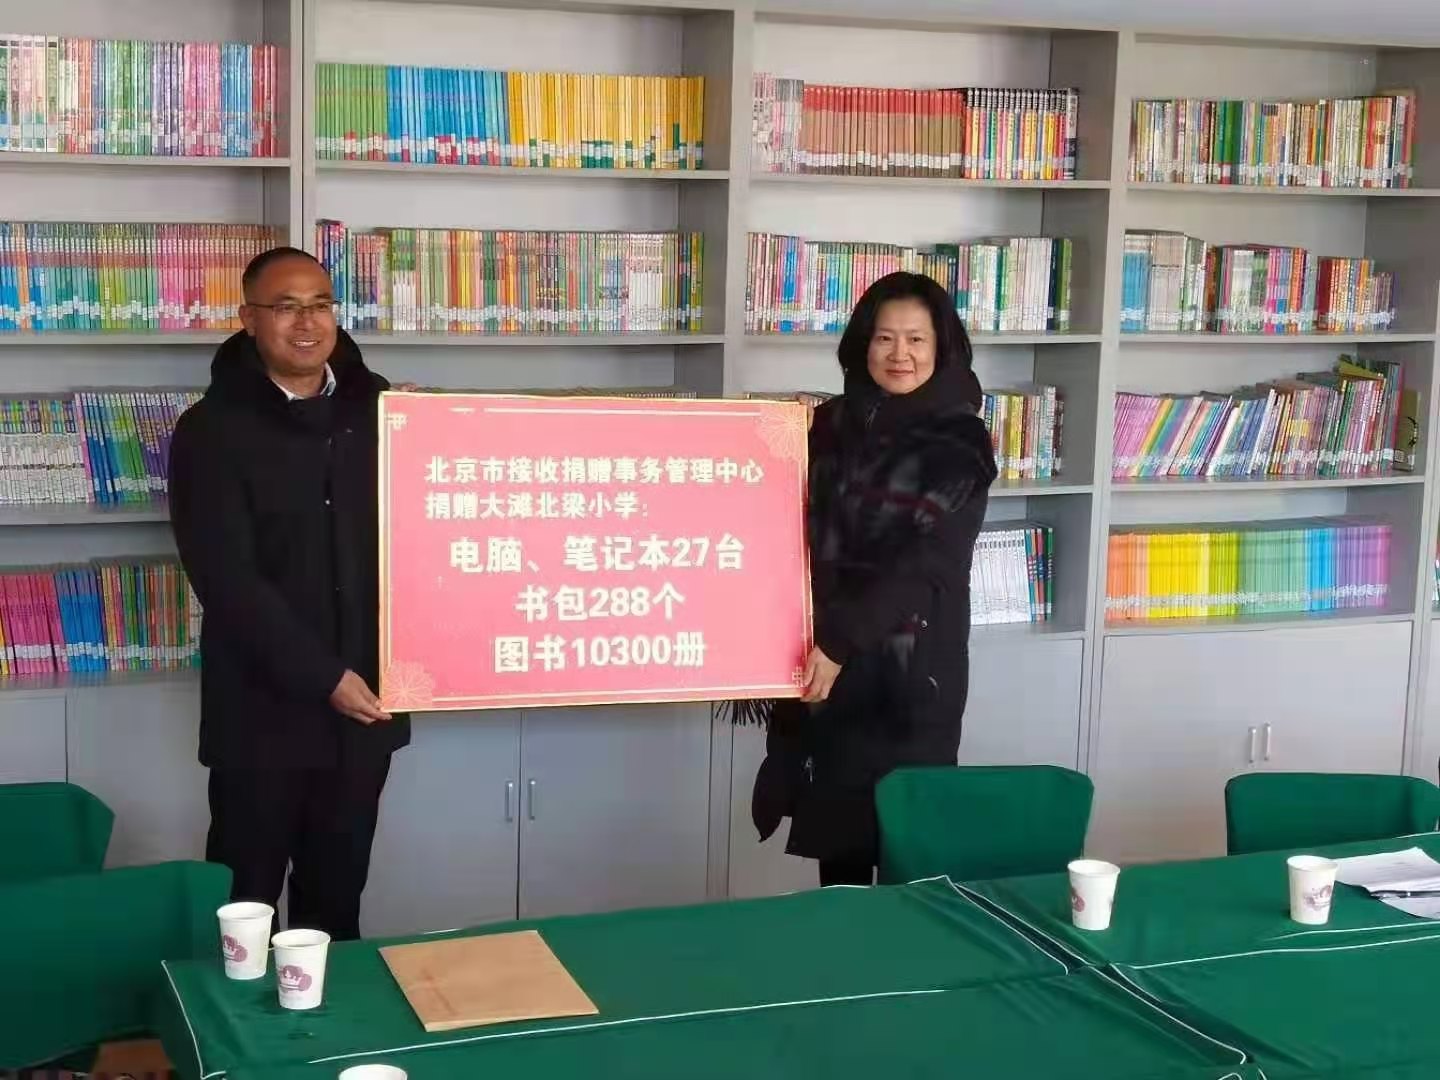 北京市接收捐赠事务管理中心
捐赠大滩北梁小学：
电脑、笔记本27台
书包288个
图书10300册